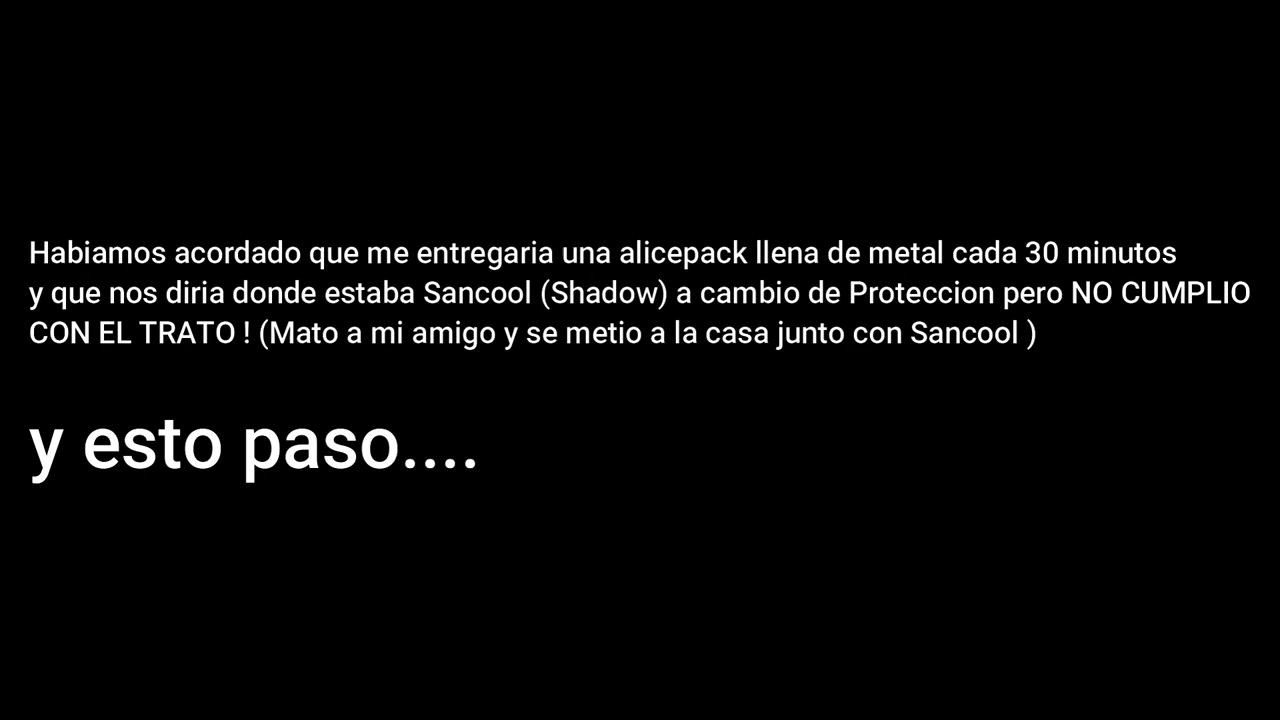 Habiamos acordado que me entregaria una alicepack llena de metal cada 30 minutos
y que nos diria donde estaba Sancool (Shadow) a cambio de Proteccion pero NO CUMPLIO
CON EL TRATO ! (Mato a mi amigo y se metio a la casa junto con Sancool )
y esto paso....